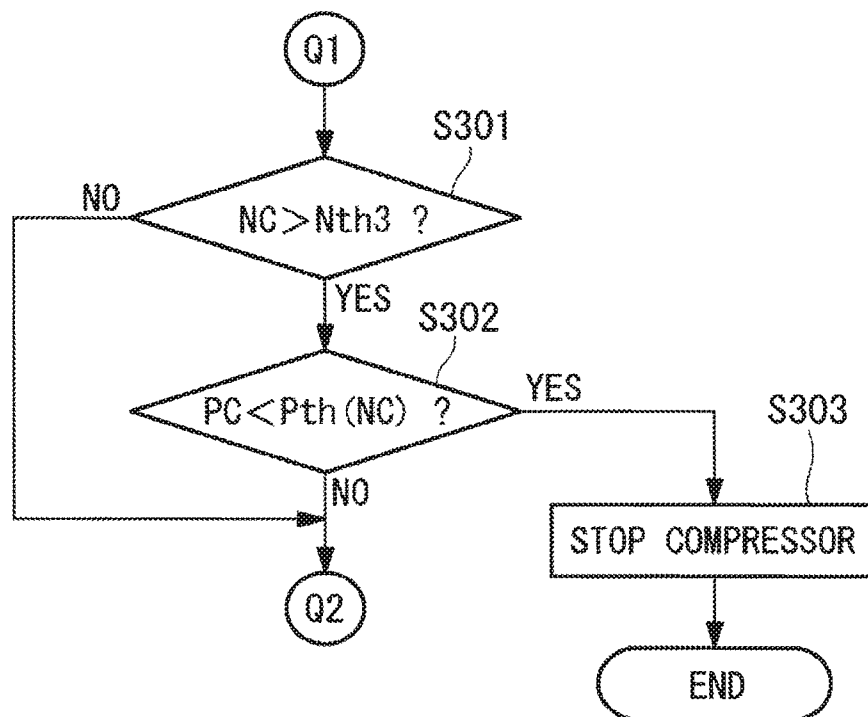 Q1
S301
NO
NC>Nth3 ?
YES
S302
PC<Pth(NC) ?
YES
S303
NO
STOP COMPRESSOR
Q2
END